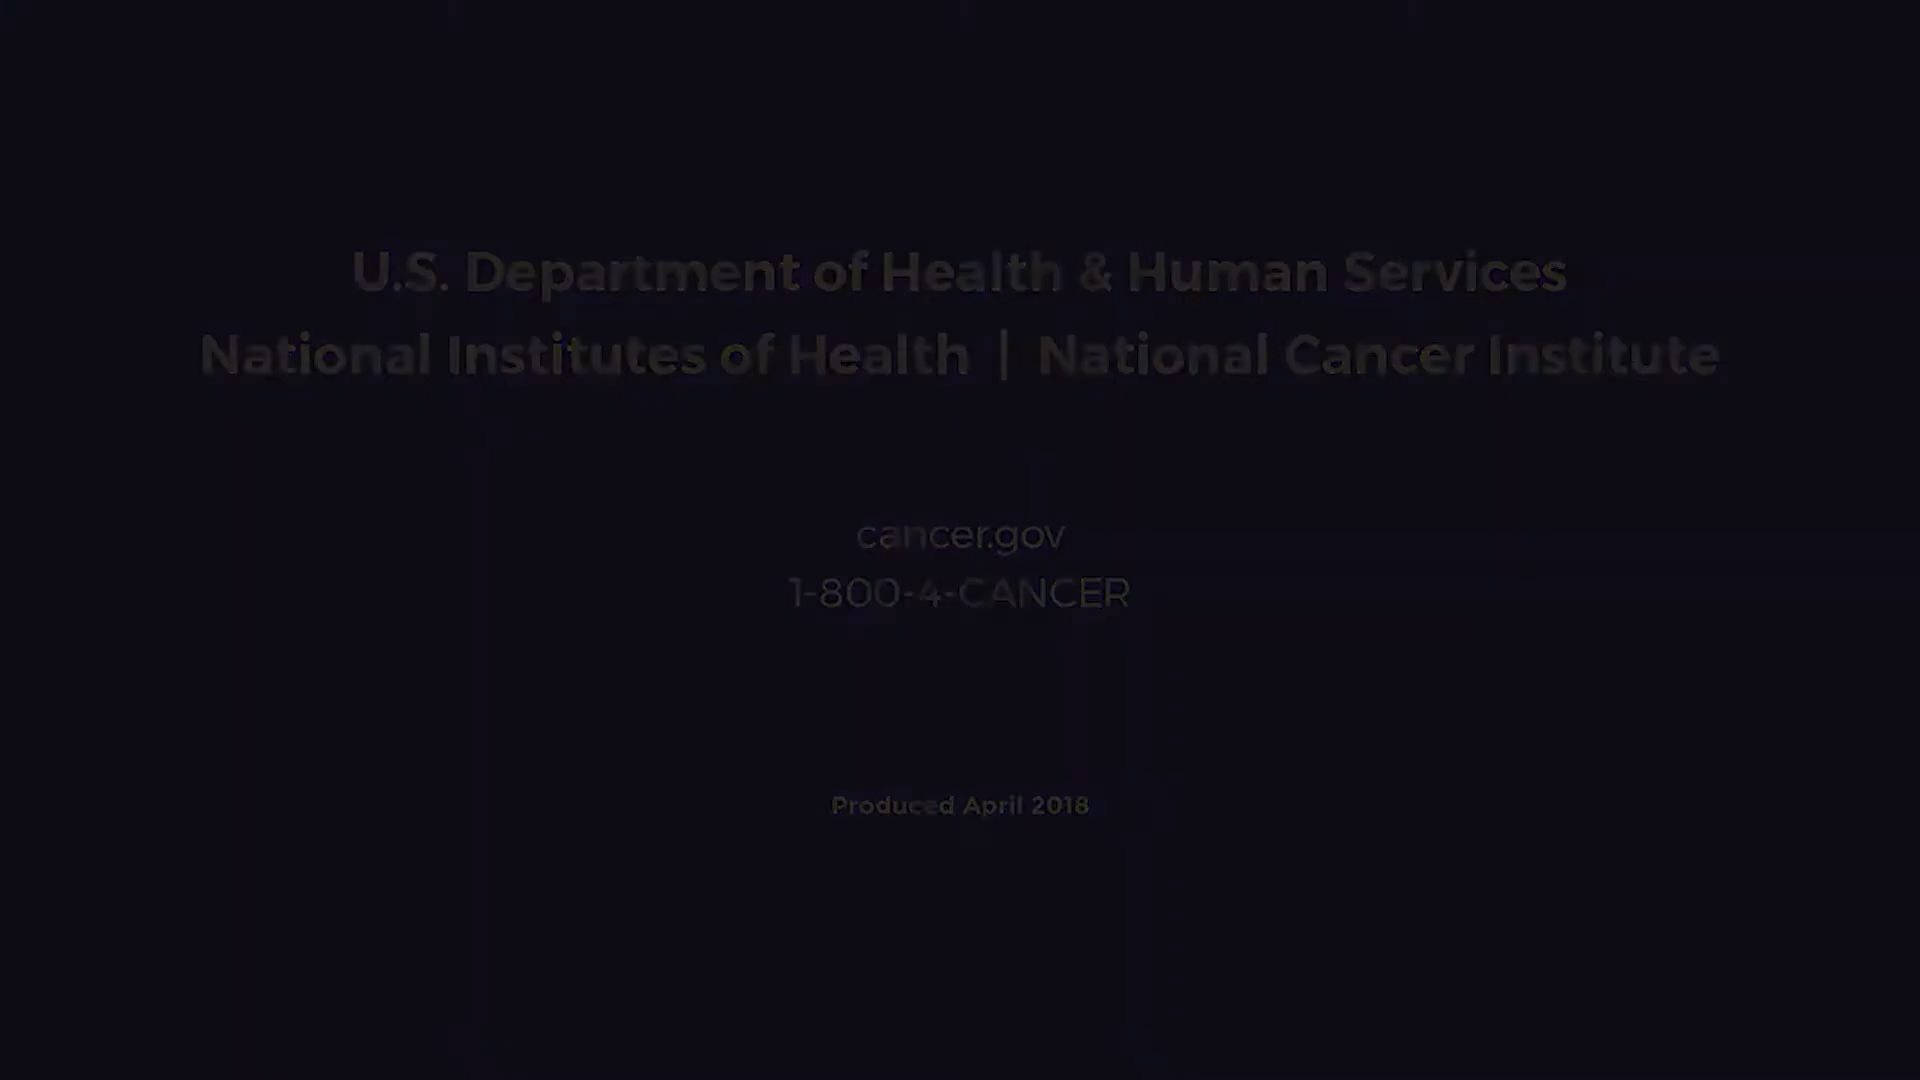 U.S. Department of Health & Human Services
National Institutes of Health | National Cancer Institute
cancer.gov
1-800-4-CANCER
Produced April 2018